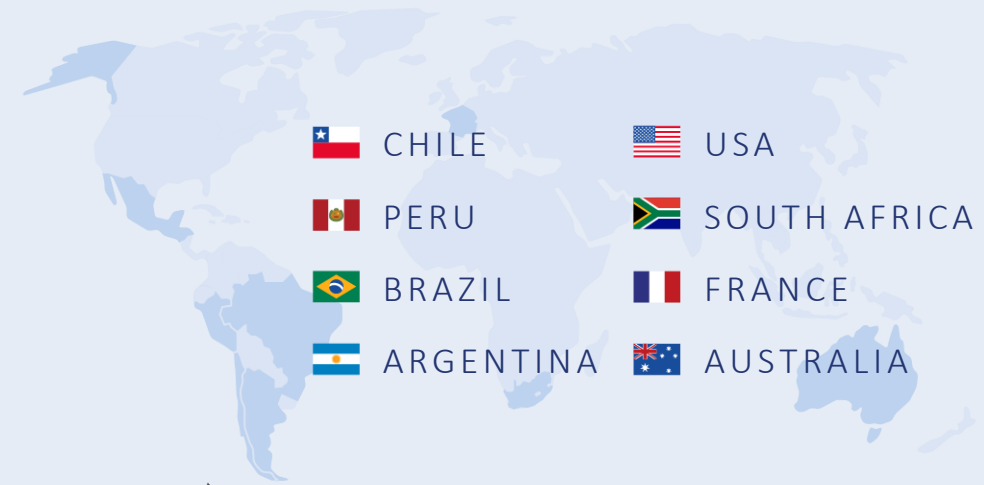 CHILE
USA
PERU
SOUTH AFRICA
BRAZIL
FRANCE
ARGENTINA
AUSTRALIA